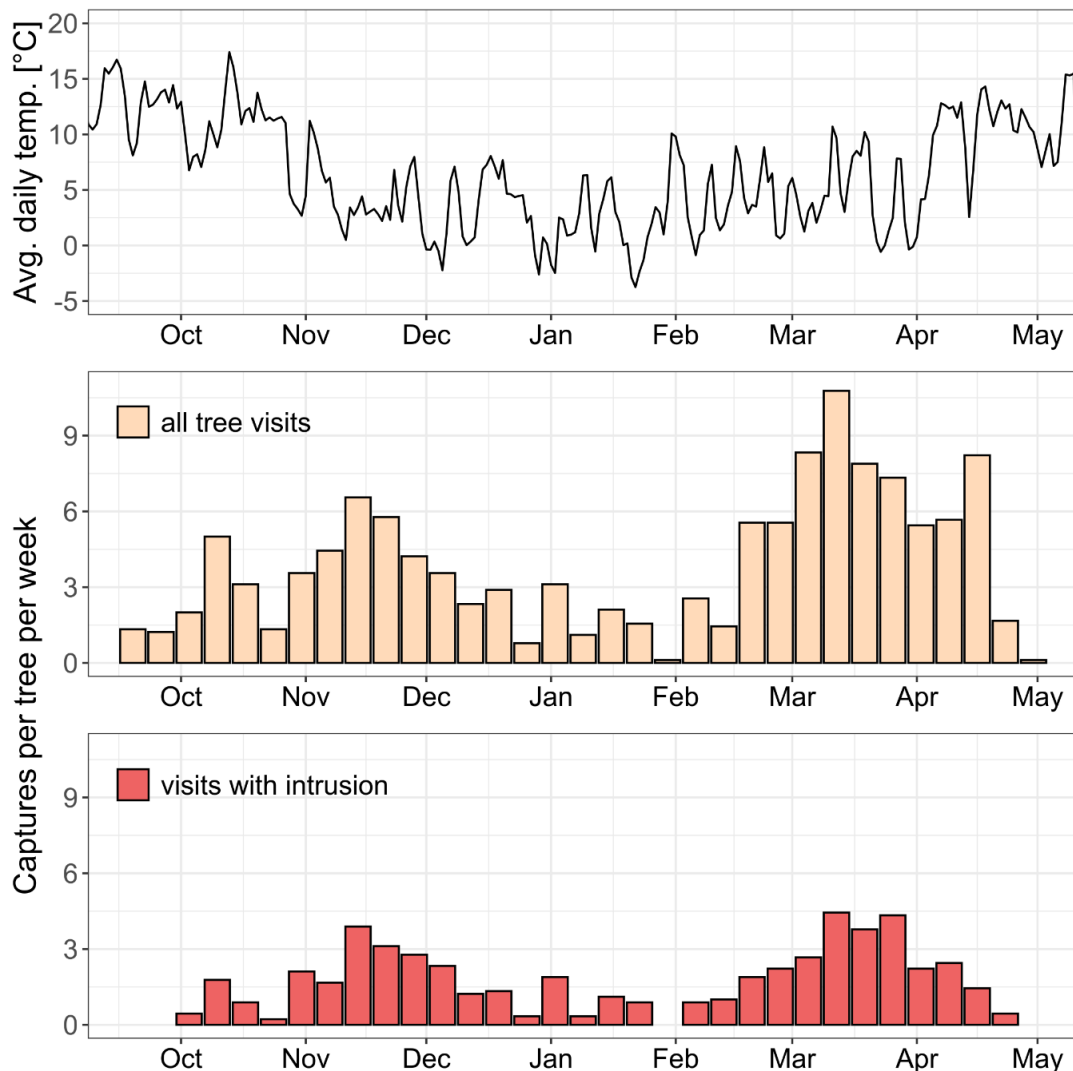 Avg. daily temp. [°C]
20
15
10
5
0
-5
Oct Nov Dec Jan Feb Mar Apr May
Captures per tree per week
all tree visits
9
6
3
0
Oct Nov Dec Jan Feb Mar Apr May
visits with intrusion
9
6
3
0
Oct Nov Dec Jan Feb Mar Apr May